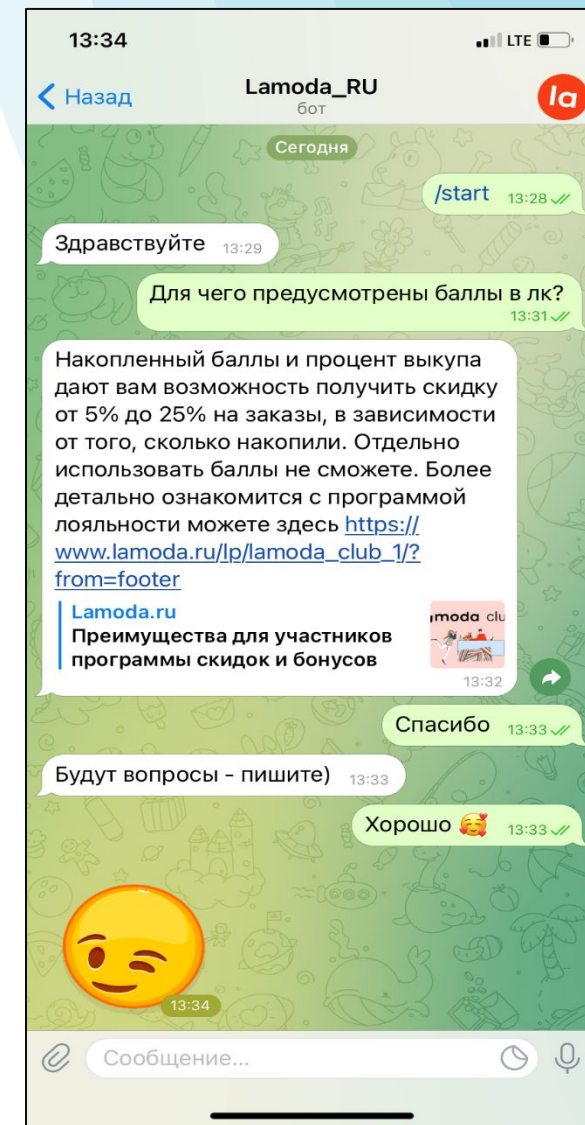 13:34
LTE
Назад
Lamoda_RU
бот
la
Сегодня
/start 13:28
Здравствуйте 13:29
Для чего предусмотрены баллы в лк?
13:31
Накопленный баллы и процент выкупа
дают вам возможность получить скидку
от 5% до 25% на заказы, в зависимости
от того, сколько накопили. Отдельно
использовать баллы не сможете. Более
детально ознакомится с программой
лояльности можете здесь https://
www.lamoda.ru/lp/lamoda_club_1/?
from=footer
Lamoda.ru
Преимущества для участников
программы скидок и бонусов
moda clu
13:32
Спасибо 13:33
Будут вопросы - пишите) 13:33
Хорошо 🥰 13:33
13:34
Сообщение...